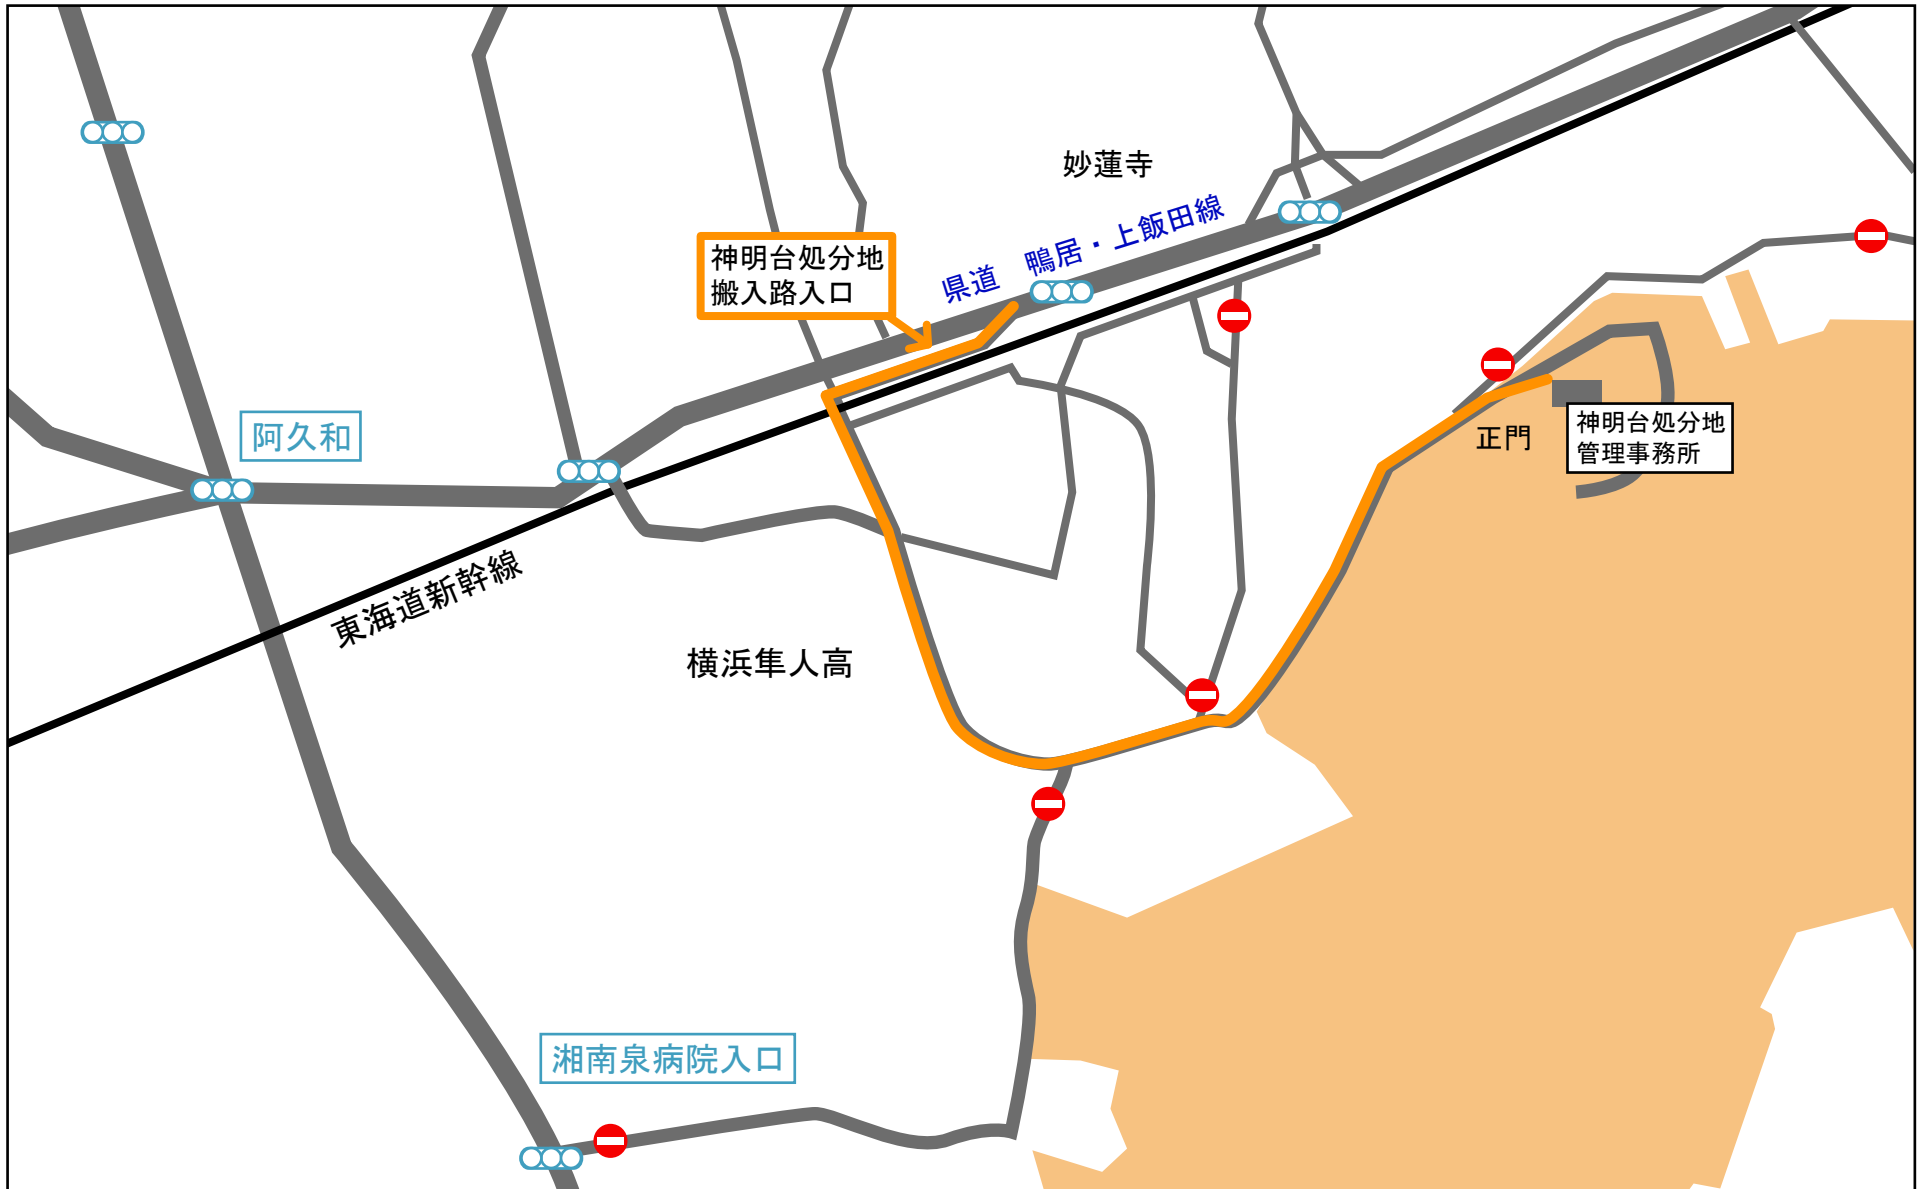 妙蓮寺
県道　鴨居・上飯田線
神明台処分地
搬入路入口
阿久和
正門
神明台処分地
管理事務所
東海道新幹線
横浜隼人高
湘南泉病院入口